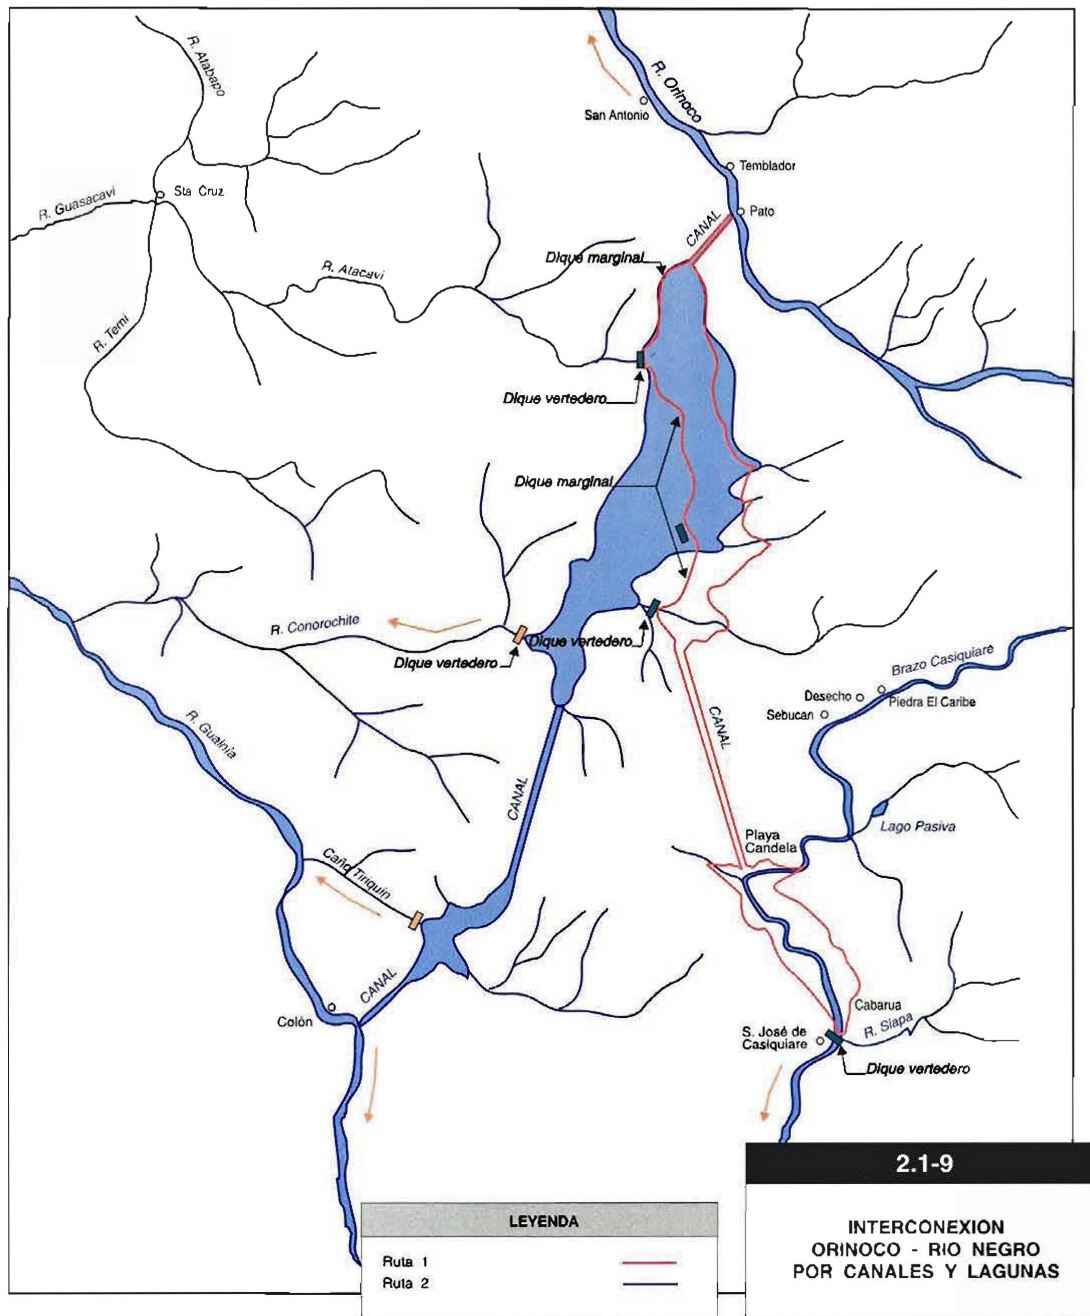 R. Atabapo
R. Orinoco
San Antonio
Temblador
Sta Cruz
R. Guasacavi
Pato
CANAL
Dique marginal
R. Atacavi
R. Temi
Dique vertedero
Dique marginal
R. Conorochite
Dique vertedero
Dique vertedero
Brazo Casiquiare
Desecho
Piedra El Caribe
Sebucan
R. Guainia
CANAL
CANAL
Lago Pasiva
Playa
Candela
Caño Tiriquin
CANAL
Colón
Cabarua
R. Siapa
S. José de
Casiquiare
Dique vertedero
2.1-9
INTERCONEXION
ORINOCO - RIO NEGRO
POR CANALES Y LAGUNAS
LEYENDA
Ruta 1
Ruta 2